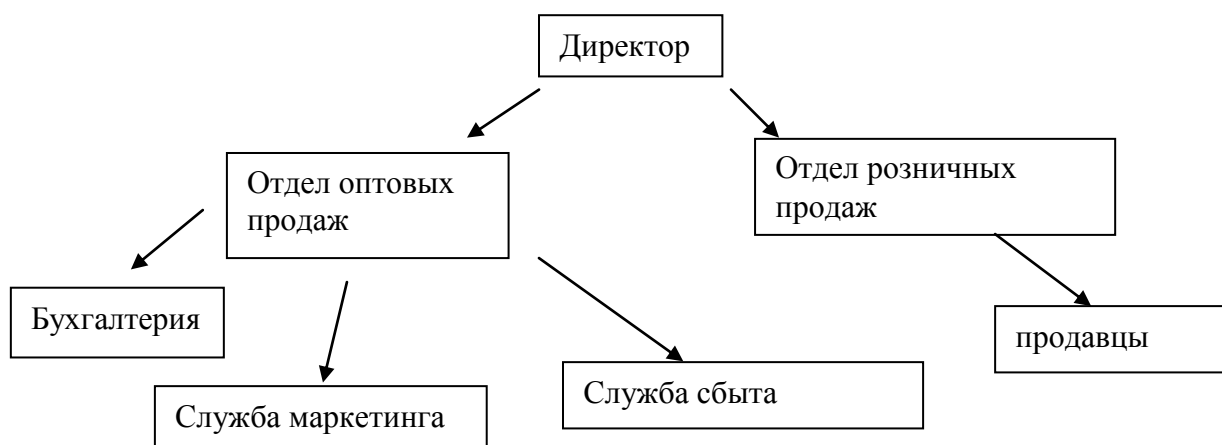 Директор
Отдел оптовых
продаж
Отдел розничных
продаж
Бухгалтерия
продавцы
Служба сбыта
Служба маркетинга